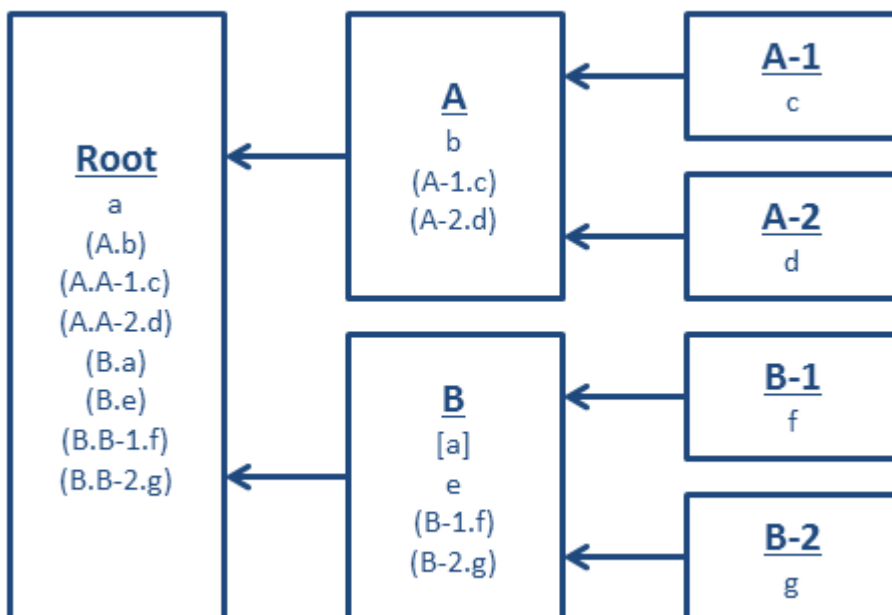 Root
a
(A.b)
(A.A-1.c)
(A.A-2.d)
(B.a)
(B.e)
(B.B-1.f)
(B.B-2.g)
A
b
(A-1.c)
(A-2.d)
B
[a]
e
(B-1.f)
(B-2.g)
A-1
c
A-2
d
B-1
f
B-2
g